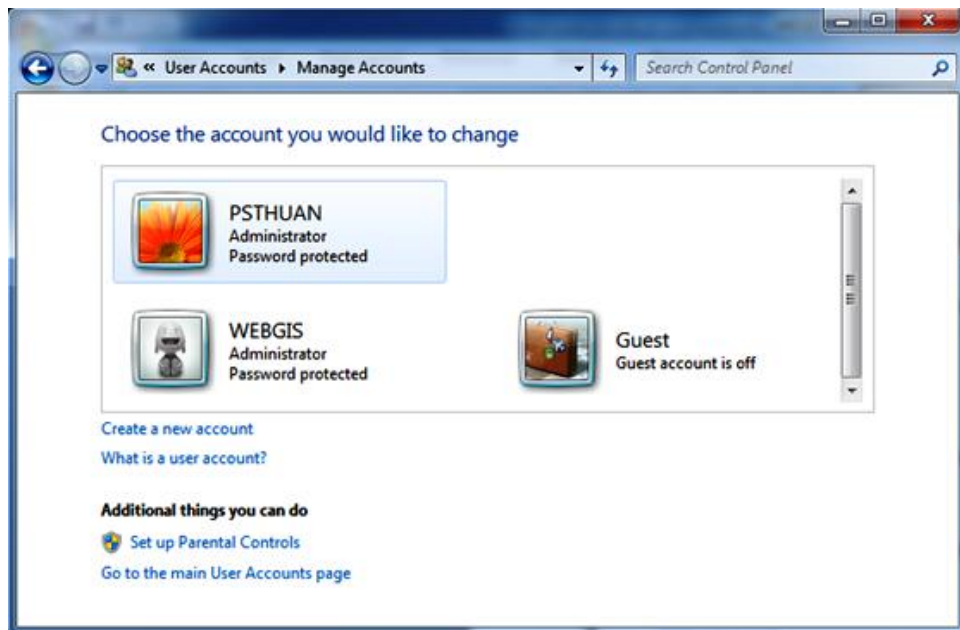 « User Accounts ▸ Manage Accounts
Search Control Panel
Choose the account you would like to change
PSTHUAN
Administrator
Password protected
WEBGIS
Administrator
Password protected
Guest
Guest account is off
Create a new account
What is a user account?
Additional things you can do
Set up Parental Controls
Go to the main User Accounts page